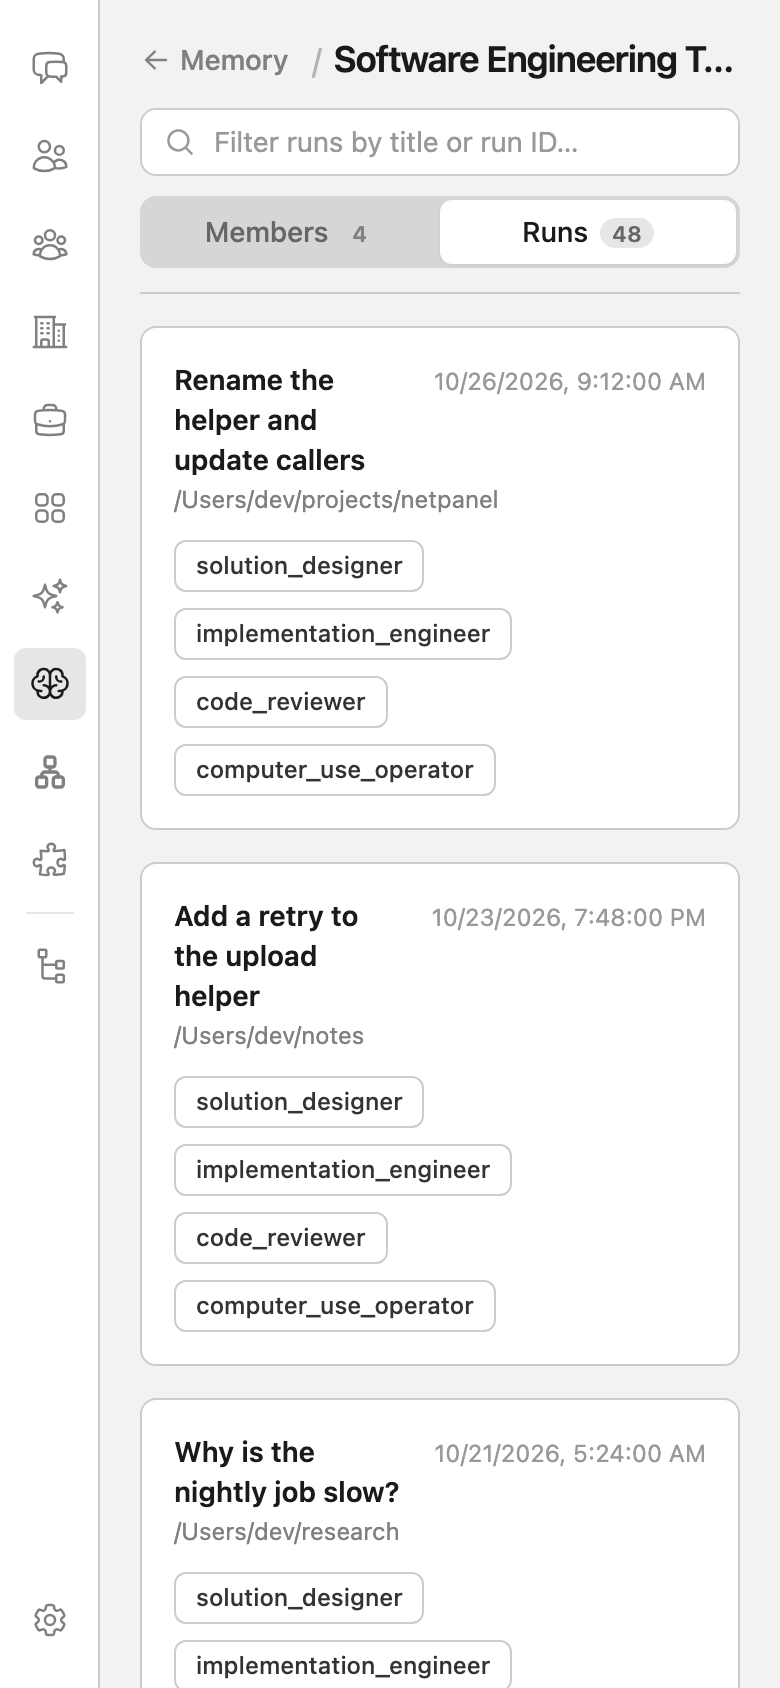 Memory / Software Engineering T...
Filter runs by title or run ID...
Members 4 Runs 48
Rename the 10/26/2026, 9:12:00 AM
helper and
update callers
/Users/dev/projects/netpanel
solution_designer
implementation_engineer
code_reviewer
computer_use_operator
Add a retry to 10/23/2026, 7:48:00 PM
the upload
helper
/Users/dev/notes
solution_designer
implementation_engineer
code_reviewer
computer_use_operator
Why is the 10/21/2026, 5:24:00 AM
nightly job slow?
/Users/dev/research
solution_designer
implementation_engineer